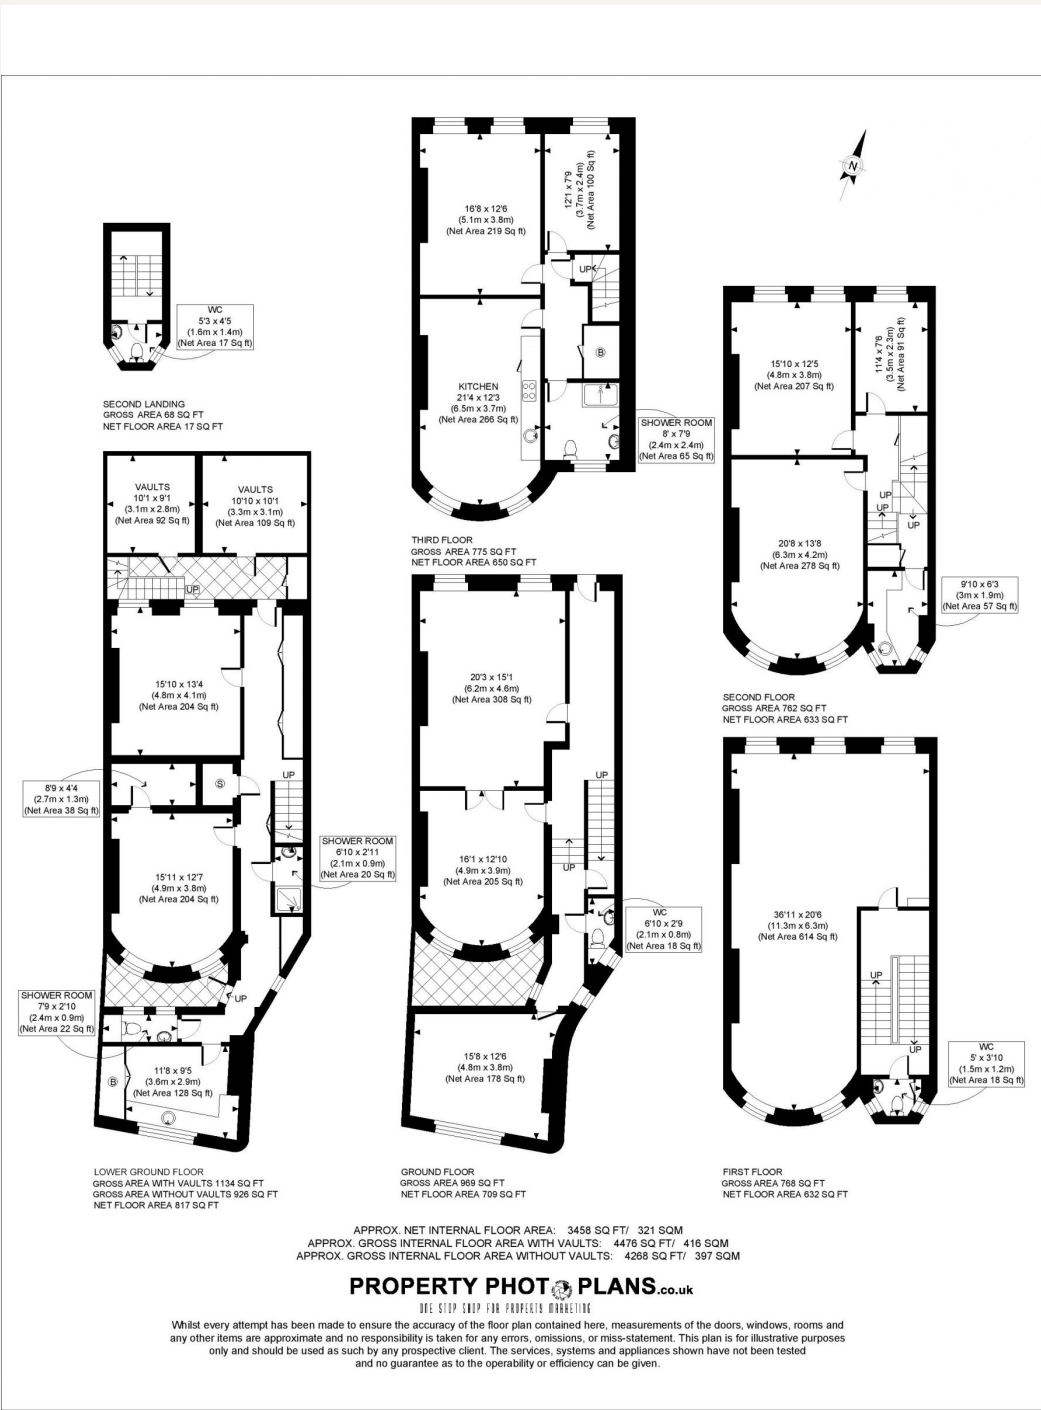 16'8 x 12'6
(5.1m x 3.8m)
(Net Area 219 Sq ft)
12'1 x 7'9
(3.7m x 2.4m)
(Net Area 100 Sq ft)
UP
B
KITCHEN
21'4 x 12'3
(6.5m x 3.7m)
(Net Area 266 Sq ft)
SHOWER ROOM
8' x 7'9
(2.4m x 2.4m)
(Net Area 65 Sq ft)
THIRD FLOOR
GROSS AREA 775 SQ FT
NET FLOOR AREA 650 SQ FT
N
WC
5'3 x 4'5
(1.6m x 1.4m)
(Net Area 17 Sq ft)
SECOND LANDING
GROSS AREA 68 SQ FT
NET FLOOR AREA 17 SQ FT
15'10 x 12'5
(4.8m x 3.8m)
(Net Area 207 Sq ft)
11'4 x 7'6
(3.5m x 2.3m)
(Net Area 91 Sq ft)
UP
UP
UP
20'8 x 13'8
(6.3m x 4.2m)
(Net Area 278 Sq ft)
9'10 x 6'3
(3m x 1.9m)
(Net Area 57 Sq ft)
SECOND FLOOR
GROSS AREA 762 SQ FT
NET FLOOR AREA 633 SQ FT
VAULTS
10'1 x 9'1
(3.1m x 2.8m)
(Net Area 92 Sq ft)
VAULTS
10'10 x 10'1
(3.3m x 3.1m)
(Net Area 109 Sq ft)
UP
15'10 x 13'4
(4.8m x 4.1m)
(Net Area 204 Sq ft)
8'9 x 4'4
(2.7m x 1.3m)
(Net Area 38 Sq ft)
S
UP
SHOWER ROOM
6'10 x 2'11
(2.1m x 0.9m)
(Net Area 20 Sq ft)
15'11 x 12'7
(4.9m x 3.8m)
(Net Area 204 Sq ft)
UP
SHOWER ROOM
7'9 x 2'10
(2.4m x 0.9m)
(Net Area 22 Sq ft)
B
11'8 x 9'5
(3.6m x 2.9m)
(Net Area 128 Sq ft)
LOWER GROUND FLOOR
GROSS AREA WITH VAULTS 1134 SQ FT
GROSS AREA WITHOUT VAULTS 926 SQ FT
NET FLOOR AREA 817 SQ FT
20'3 x 15'1
(6.2m x 4.6m)
(Net Area 308 Sq ft)
UP
16'1 x 12'10
(4.9m x 3.9m)
(Net Area 205 Sq ft)
UP
WC
6'10 x 2'9
(2.1m x 0.8m)
(Net Area 18 Sq ft)
15'8 x 12'6
(4.8m x 3.8m)
(Net Area 178 Sq ft)
GROUND FLOOR
GROSS AREA 969 SQ FT
NET FLOOR AREA 709 SQ FT
36'11 x 20'6
(11.3m x 6.3m)
(Net Area 614 Sq ft)
UP
UP
WC
5' x 3'10
(1.5m x 1.2m)
(Net Area 18 Sq ft)
FIRST FLOOR
GROSS AREA 768 SQ FT
NET FLOOR AREA 632 SQ FT
APPROX. NET INTERNAL FLOOR AREA: 3458 SQ FT/ 321 SQM
APPROX. GROSS INTERNAL FLOOR AREA WITH VAULTS: 4476 SQ FT/ 416 SQM
APPROX. GROSS INTERNAL FLOOR AREA WITHOUT VAULTS: 4268 SQ FT/ 397 SQM
PROPERTY PHOT PLANS.co.uk
ONE STOP SHOP FOR PROPERTY MARKETING
Whilst every attempt has been made to ensure the accuracy of the floor plan contained here, measurements of the doors, windows, rooms and
any other items are approximate and no responsibility is taken for any errors, omissions, or miss-statement. This plan is for illustrative purposes
only and should be used as such by any prospective client. The services, systems and appliances shown have not been tested
and no guarantee as to the operability or efficiency can be given.